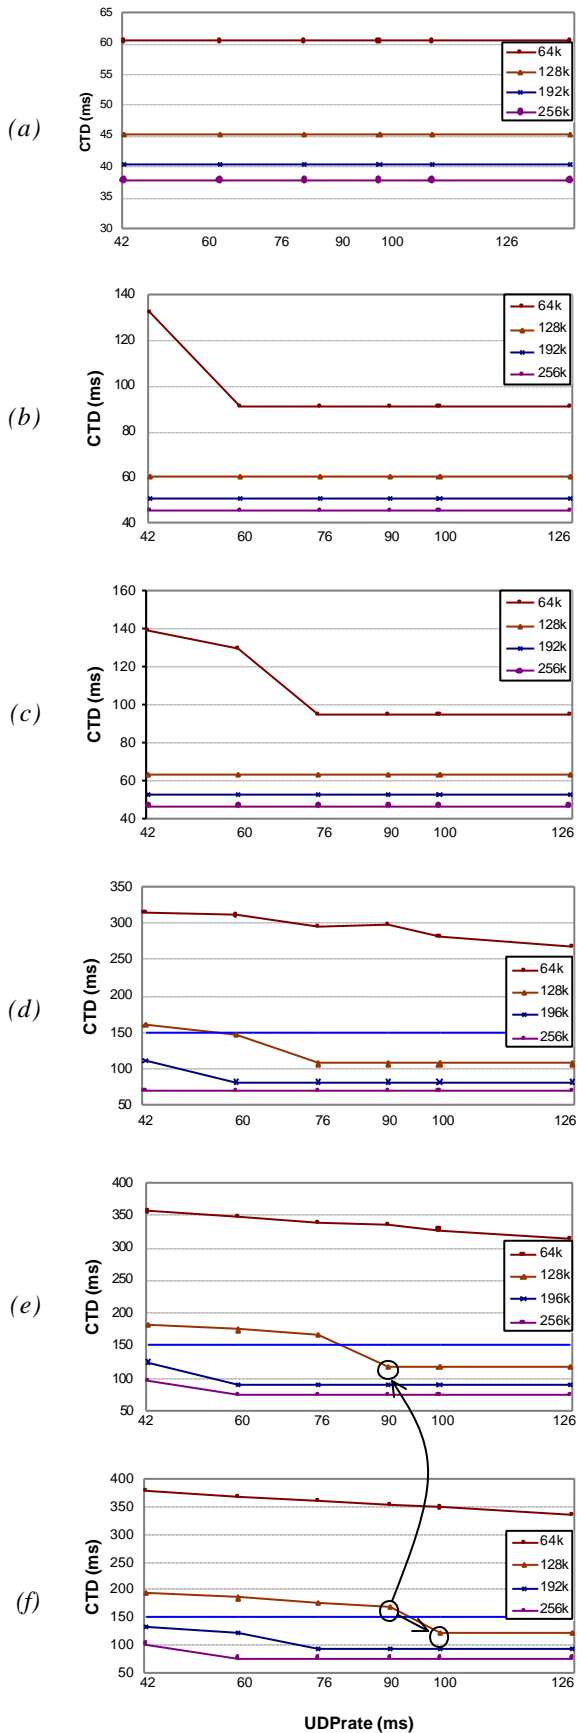 (a)
CTD (ms)
65
60
55
50
45
40
35
30
42 60 76 90 100 126
64k
128k
192k
256k
(b)
CTD (ms)
140
120
100
80
60
40
42 60 76 90 100 126
64k
128k
192k
256k
(c)
CTD (ms)
160
140
120
100
80
60
40
42 60 76 90 100 126
64k
128k
192k
256k
(d)
CTD (ms)
350
300
250
200
150
100
50
42 60 76 90 100 126
64k
128k
196k
256k
(e)
CTD (ms)
400
350
300
250
200
150
100
50
42 60 76 90 100 126
64k
128k
196k
256k
(f)
CTD (ms)
400
350
300
250
200
150
100
50
42 60 76 90 100 126
64k
128k
192k
256k
UDPrate (ms)